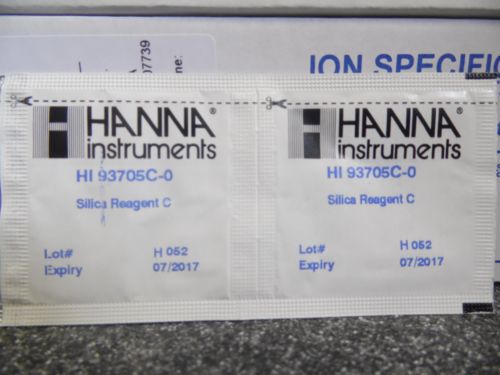 07739
ION SPECIFIC
HANNA®
instruments
HI 93705C-0
Silica Reagent C
Lot# H 052
Expiry 07/2017
HANNA®
instruments
HI 93705C-0
Silica Reagent C
Lot# H 052
Expiry 07/2017